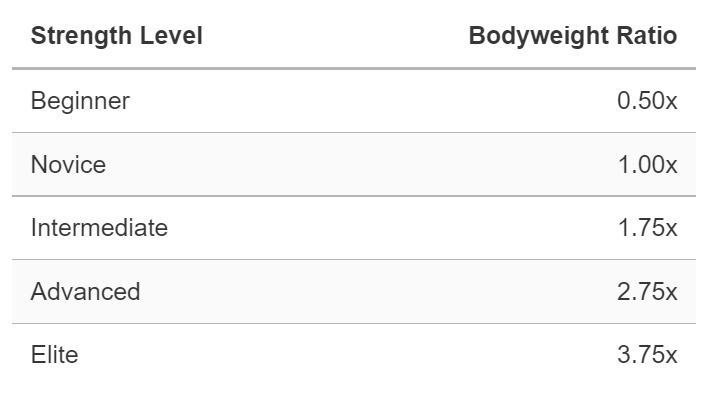 Strength Level Bodyweight Ratio
Beginner 0.50x
Novice 1.00x
Intermediate 1.75x
Advanced 2.75x
Elite 3.75x